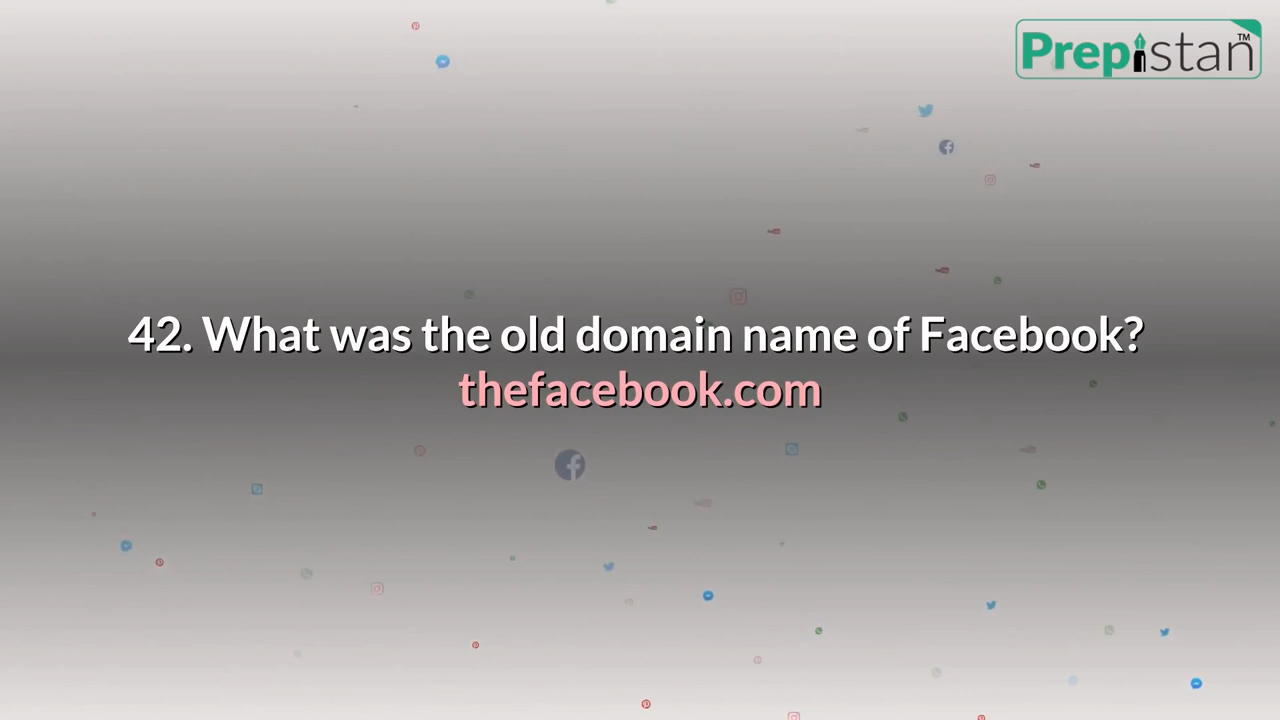 Prepistan™
42. What was the old domain name of Facebook?
thefacebook.com